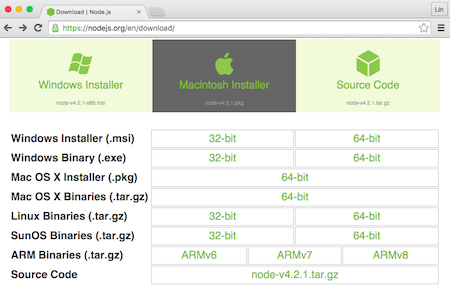 Download | Node.js
Lin
https://nodejs.org/en/download/
Windows Installer
Macintosh Installer
Source Code
node-v4.2.1-x86.msi
node-v4.2.1.pkg
node-v4.2.1.tar.gz
Windows Installer (.msi) 32-bit 64-bit
Windows Binary (.exe) 32-bit 64-bit
Mac OS X Installer (.pkg) 64-bit
Mac OS X Binaries (.tar.gz) 64-bit
Linux Binaries (.tar.gz) 32-bit 64-bit
SunOS Binaries (.tar.gz) 32-bit 64-bit
ARM Binaries (.tar.gz) ARMv6 ARMv7 ARMv8
Source Code node-v4.2.1.tar.gz